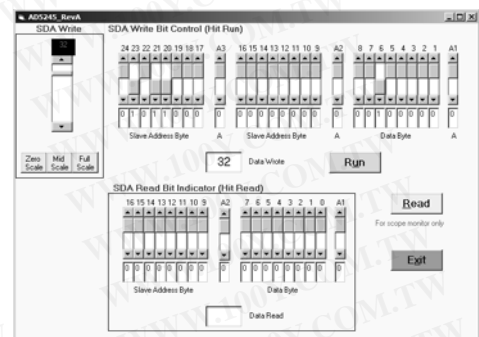 AD5245_RevA
SDA Write
32
Zero Scale
Mid Scale
Full Scale
SDA Write Bit Control (Hit Run)
24 23 22 21 20 19 18 17 A3 16 15 14 13 12 11 10 9 A2 8 7 6 5 4 3 2 1 A1
0 1 0 1 1 0 0 0 0 0 0 0 0 0 0 0 0 0 0 0 1 0 0 0 0 0 0
Slave Address Byte A Slave Address Byte A Data Byte A
32 Data Wrote
Run
SDA Read Bit Indicator (Hit Read)
16 15 14 13 12 11 10 9 A2 7 6 5 4 3 2 1 0 A1
0 0 0 0 0 0 0 0 0 0 0 0 0 0 0 0 0 0
Slave Address Byte Data Byte
Data Read
Read
For scope monitor only
Exit
WWW.100Y.COM.TW